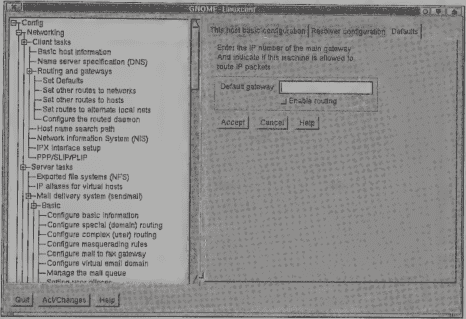 GNOME Linuxconf
Config
Networking
Client tasks
Basic host information
Name server specification (DNS)
Routing and gateways
Set Defaults
Set other routes to networks
Set other routes to hosts
Set routes to alternate local nets
Configure the routed daemon
Host name search path
Network Information System (NIS)
IPX interface setup
PPP/SLIP/PLIP
Server tasks
Exported file systems (NFS)
IP aliases for virtual hosts
Mail delivery system (sendmail)
Basic
Configure basic information
Configure special (domain) routing
Configure complex (user) routing
Configure masquerading rules
Configure mail to fax gateway
Configure virtual email domain
Manage the mail queue
This host basic configuration
Resolver configuration
Defaults
Enter the IP number of the main gateway
And indicate if this machine is allowed to
route IP packets
Default gateway
Enable routing
Accept
Cancel
Help
Quit
Act/Changes
Help